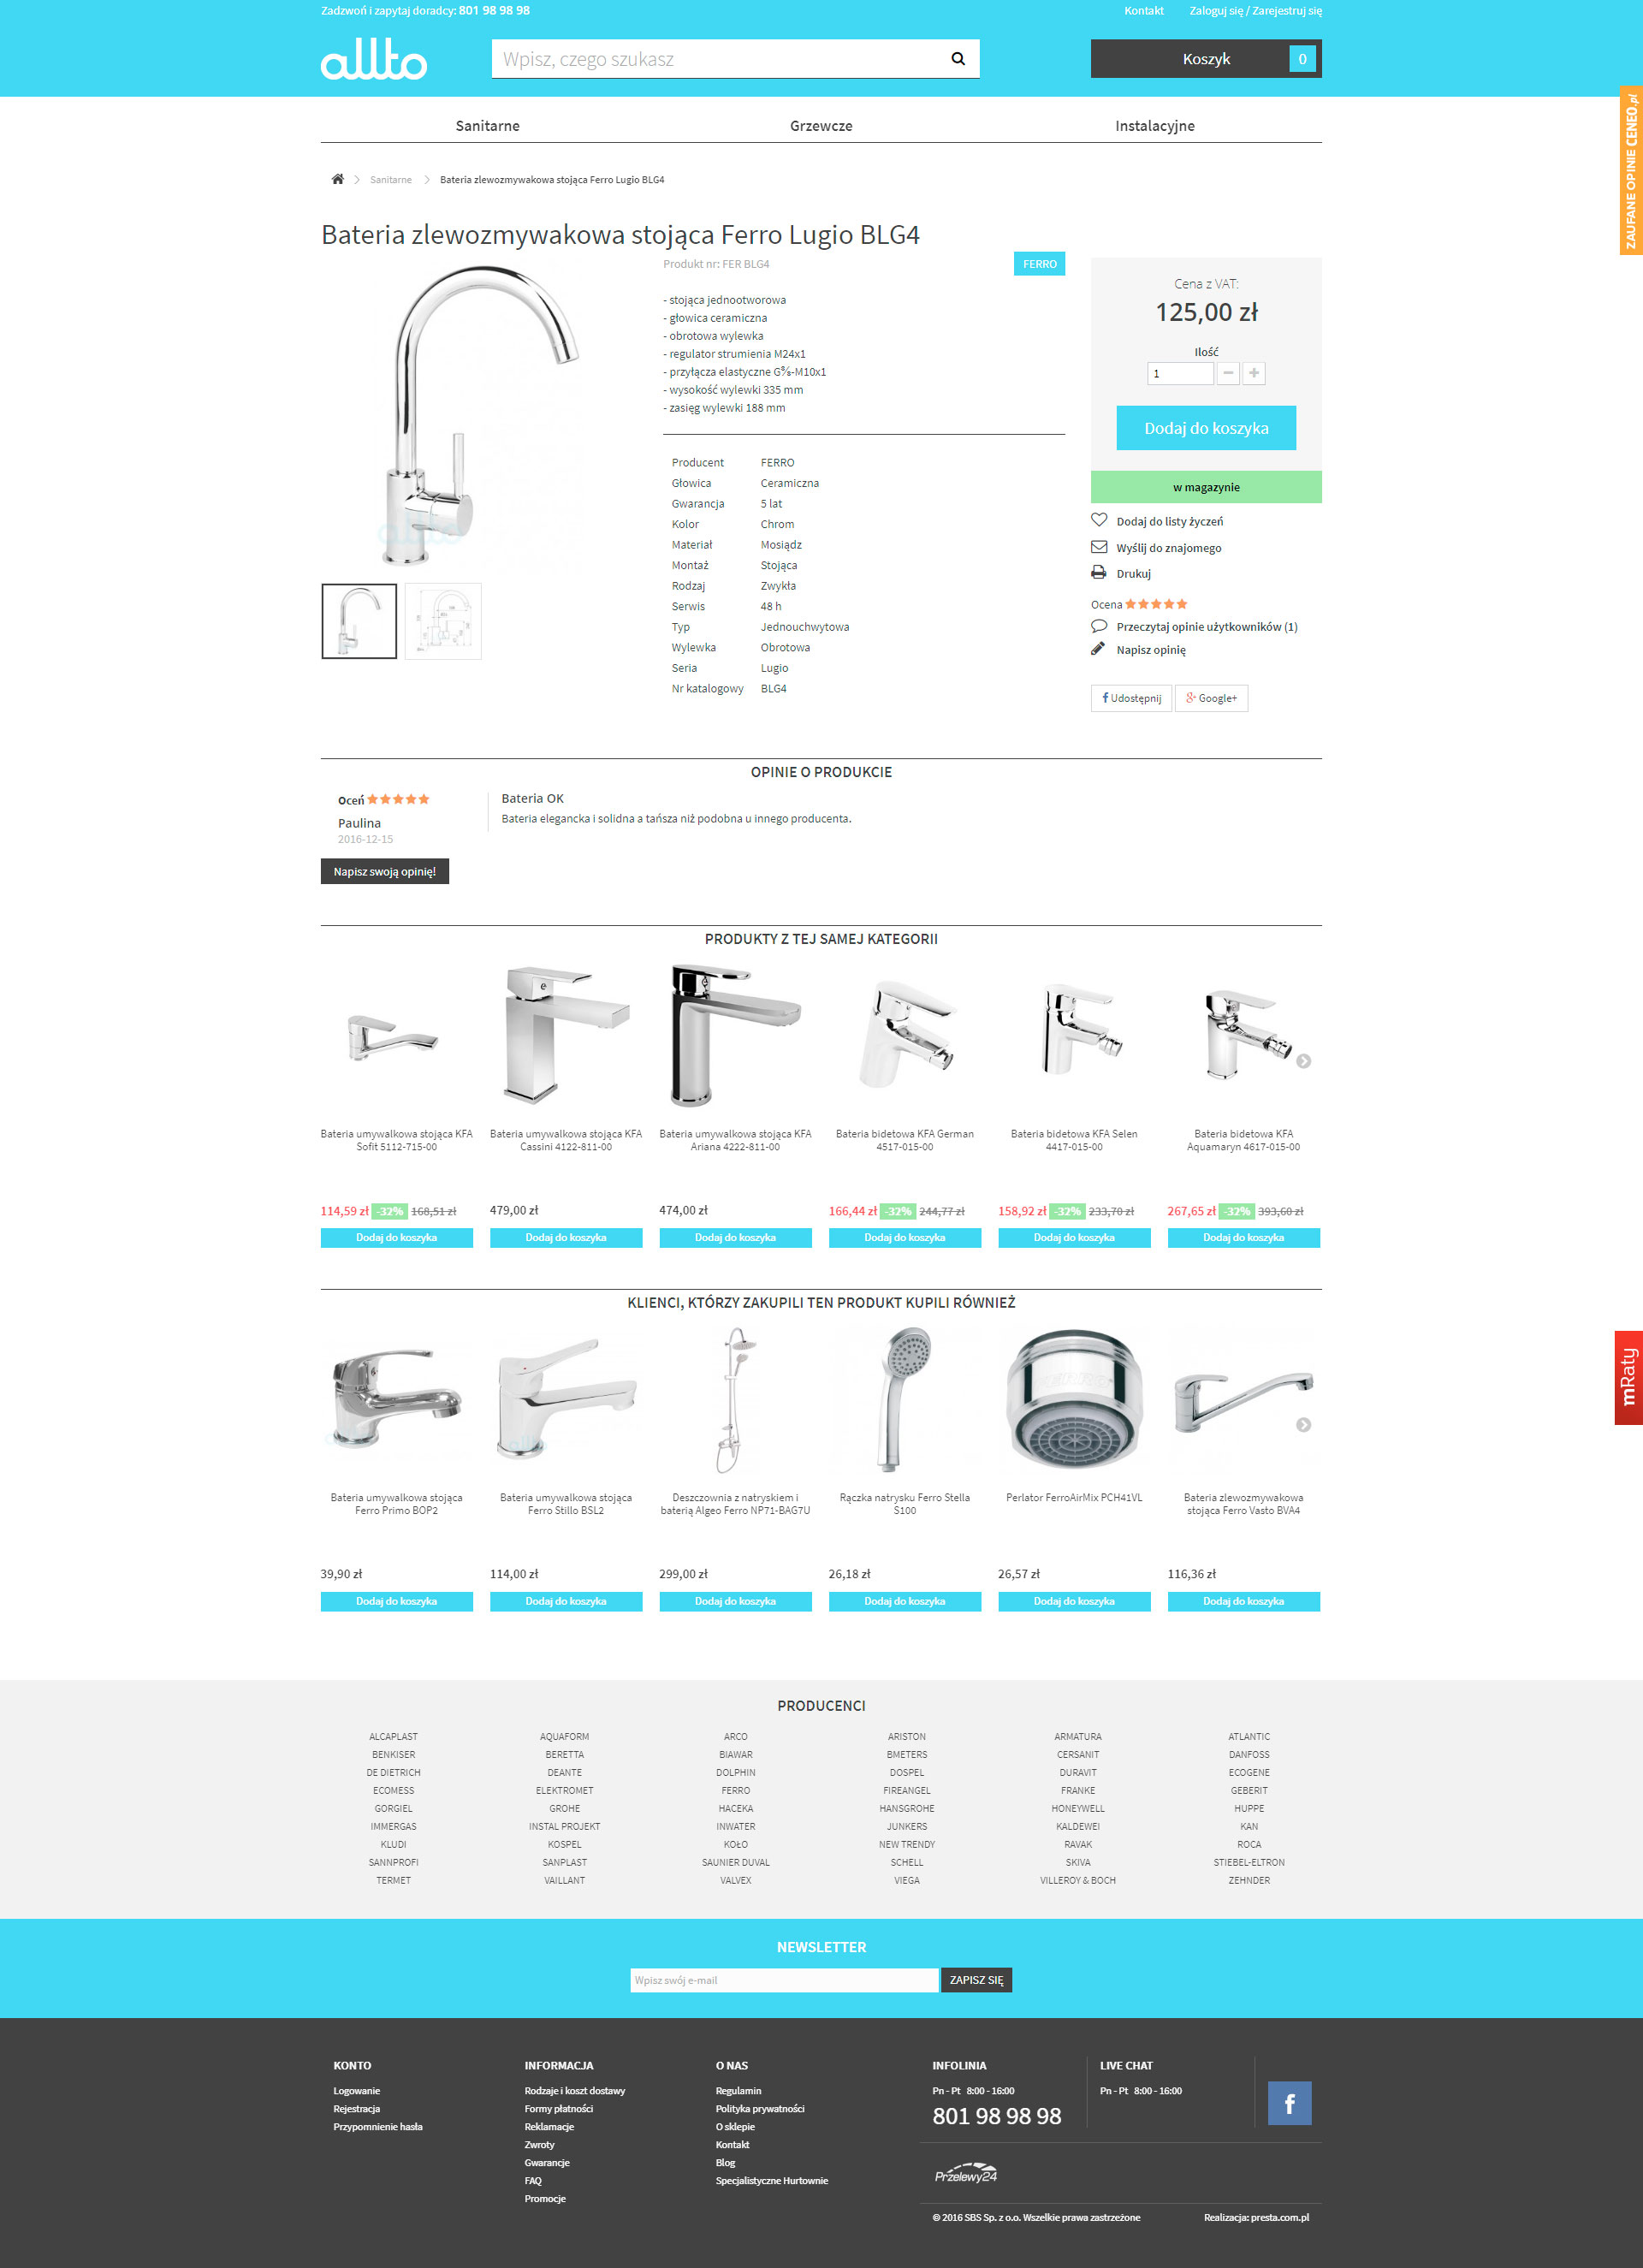 Zadzwoń i zapytaj doradcy: 801 98 98 98
Kontakt
Zaloguj się / Zarejestruj się
allto
Wpisz, czego szukasz
Koszyk 0
ZAUFANE OPINIE CENEO.pl
Sanitarne
Grzewcze
Instalacyjne
Sanitarne
Bateria zlewozmywakowa stojąca Ferro Lugio BLG4
Bateria zlewozmywakowa stojąca Ferro Lugio BLG4
allto
Produkt nr: FER BLG4
FERRO
- stojąca jednootworowa
- głowica ceramiczna
- obrotowa wylewka
- regulator strumienia M24x1
- przyłącza elastyczne G⅜-M10x1
- wysokość wylewki 335 mm
- zasięg wylewki 188 mm
Producent FERRO
Głowica Ceramiczna
Gwarancja 5 lat
Kolor Chrom
Materiał Mosiądz
Montaż Stojąca
Rodzaj Zwykła
Serwis 48 h
Typ Jednouchwytowa
Wylewka Obrotowa
Seria Lugio
Nr katalogowy BLG4
Cena z VAT:
125,00 zł
Ilość
1
Dodaj do koszyka
w magazynie
Dodaj do listy życzeń
Wyślij do znajomego
Drukuj
Ocena
Przeczytaj opinie użytkowników (1)
Napisz opinię
Udostępnij
Google+
OPINIE O PRODUKCIE
Oceń
Paulina
2016-12-15
Bateria OK
Bateria elegancka i solidna a tańsza niż podobna u innego producenta.
Napisz swoją opinię!
PRODUKTY Z TEJ SAMEJ KATEGORII
Bateria umywalkowa stojąca KFA
Sofit 5112-715-00
114,59 zł -32% 168,51 zł
Dodaj do koszyka
Bateria umywalkowa stojąca KFA
Cassini 4122-811-00
479,00 zł
Dodaj do koszyka
Bateria umywalkowa stojąca KFA
Ariana 4222-811-00
474,00 zł
Dodaj do koszyka
Bateria bidetowa KFA German
4517-015-00
166,44 zł -32% 244,77 zł
Dodaj do koszyka
Bateria bidetowa KFA Selen
4417-015-00
158,92 zł -32% 233,70 zł
Dodaj do koszyka
Bateria bidetowa KFA
Aquamaryn 4617-015-00
267,65 zł -32% 393,60 zł
Dodaj do koszyka
KLIENCI, KTÓRZY ZAKUPILI TEN PRODUKT KUPILI RÓWNIEŻ
Bateria umywalkowa stojąca
Ferro Primo BOP2
39,90 zł
Dodaj do koszyka
Bateria umywalkowa stojąca
Ferro Stillo BSL2
114,00 zł
Dodaj do koszyka
Deszczownia z natryskiem i
baterią Algeo Ferro NP71-BAG7U
299,00 zł
Dodaj do koszyka
Rączka natrysku Ferro Stella
S100
26,18 zł
Dodaj do koszyka
Perlator FerroAirMix PCH41VL
26,57 zł
Dodaj do koszyka
Bateria zlewozmywakowa
stojąca Ferro Vasto BVA4
116,36 zł
Dodaj do koszyka
mRaty
PRODUCENCI
ALCAPLAST AQUAFORM ARCO ARISTON ARMATURA ATLANTIC
BENKISER BERETTA BIAWAR BMETERS CERSANIT DANFOSS
DE DIETRICH DEANTE DOLPHIN DOSPEL DURAVIT ECOGENE
ECOMESS ELEKTROMET FERRO FIREANGEL FRANKE GEBERIT
GORGIEL GROHE HACEKA HANSGROHE HONEYWELL HUPPE
IMMERGAS INSTAL PROJEKT INWATER JUNKERS KALDEWEI KAN
KLUDI KOSPEL KOŁO NEW TRENDY RAVAK ROCA
SANNPROFI SANPLAST SAUNIER DUVAL SCHELL SKIVA STIEBEL-ELTRON
TERMET VAILLANT VALVEX VIEGA VILLEROY & BOCH ZEHNDER
NEWSLETTER
Wpisz swój e-mail
ZAPISZ SIĘ
KONTO
Logowanie
Rejestracja
Przypomnienie hasła
INFORMACJA
Rodzaje i koszt dostawy
Formy płatności
Reklamacje
Zwroty
Gwarancje
FAQ
Promocje
O NAS
Regulamin
Polityka prywatności
O sklepie
Kontakt
Blog
Specjalistyczne Hurtownie
INFOLINIA
Pn - Pt 8:00 - 16:00
801 98 98 98
LIVE CHAT
Pn - Pt 8:00 - 16:00
Przelewy24
© 2016 SBS Sp. z o.o. Wszelkie prawa zastrzeżone
Realizacja: presta.com.pl